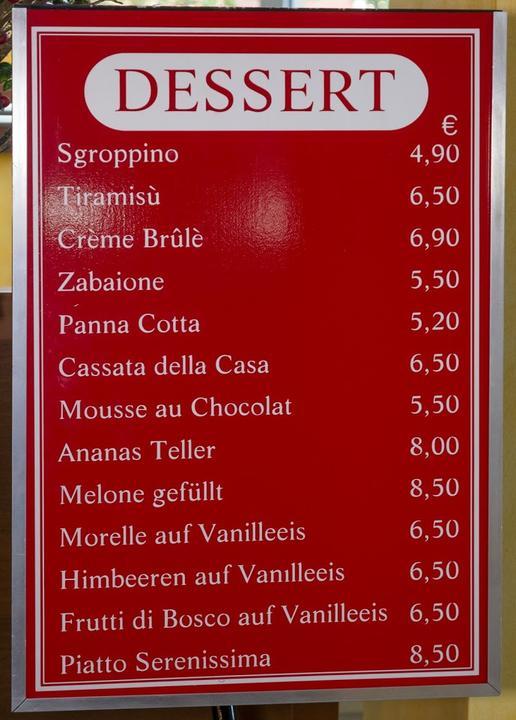 DESSERT
€
Sgroppino 4,90
Tiramisù 6,50
Crème Brûlè 6,90
Zabaione 5,50
Panna Cotta 5,20
Cassata della Casa 6,50
Mousse au Chocolat 5,50
Ananas Teller 8,00
Melone gefüllt 8,50
Morelle auf Vanilleeis 6,50
Himbeeren auf Vanılleeis 6,50
Frutti di Bosco auf Vanilleeis 6,50
Piatto Serenissima 8,50